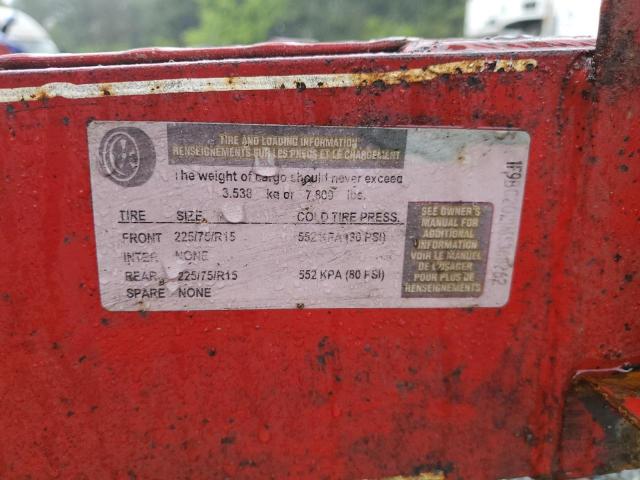 TIRE AND LOADING INFORMATION
RENSEIGNEMENTS SUR LES PNEUS ET LE CHARGEMENT
The weight of cargo should never exceed
3,538 kg or 7,800 lbs.
TIRE SIZE COLD TIRE PRESS.
FRONT 225/75/R15 552 KPA (80 PSI)
INTER NONE
REAR 225/75/R15 552 KPA (80 PSI)
SPARE NONE
SEE OWNER'S
MANUAL FOR
ADDITIONAL
INFORMATION
VOIR LE MANUEL
DE L'USAGER
POUR PLUS DE
RENSEIGNEMENTS